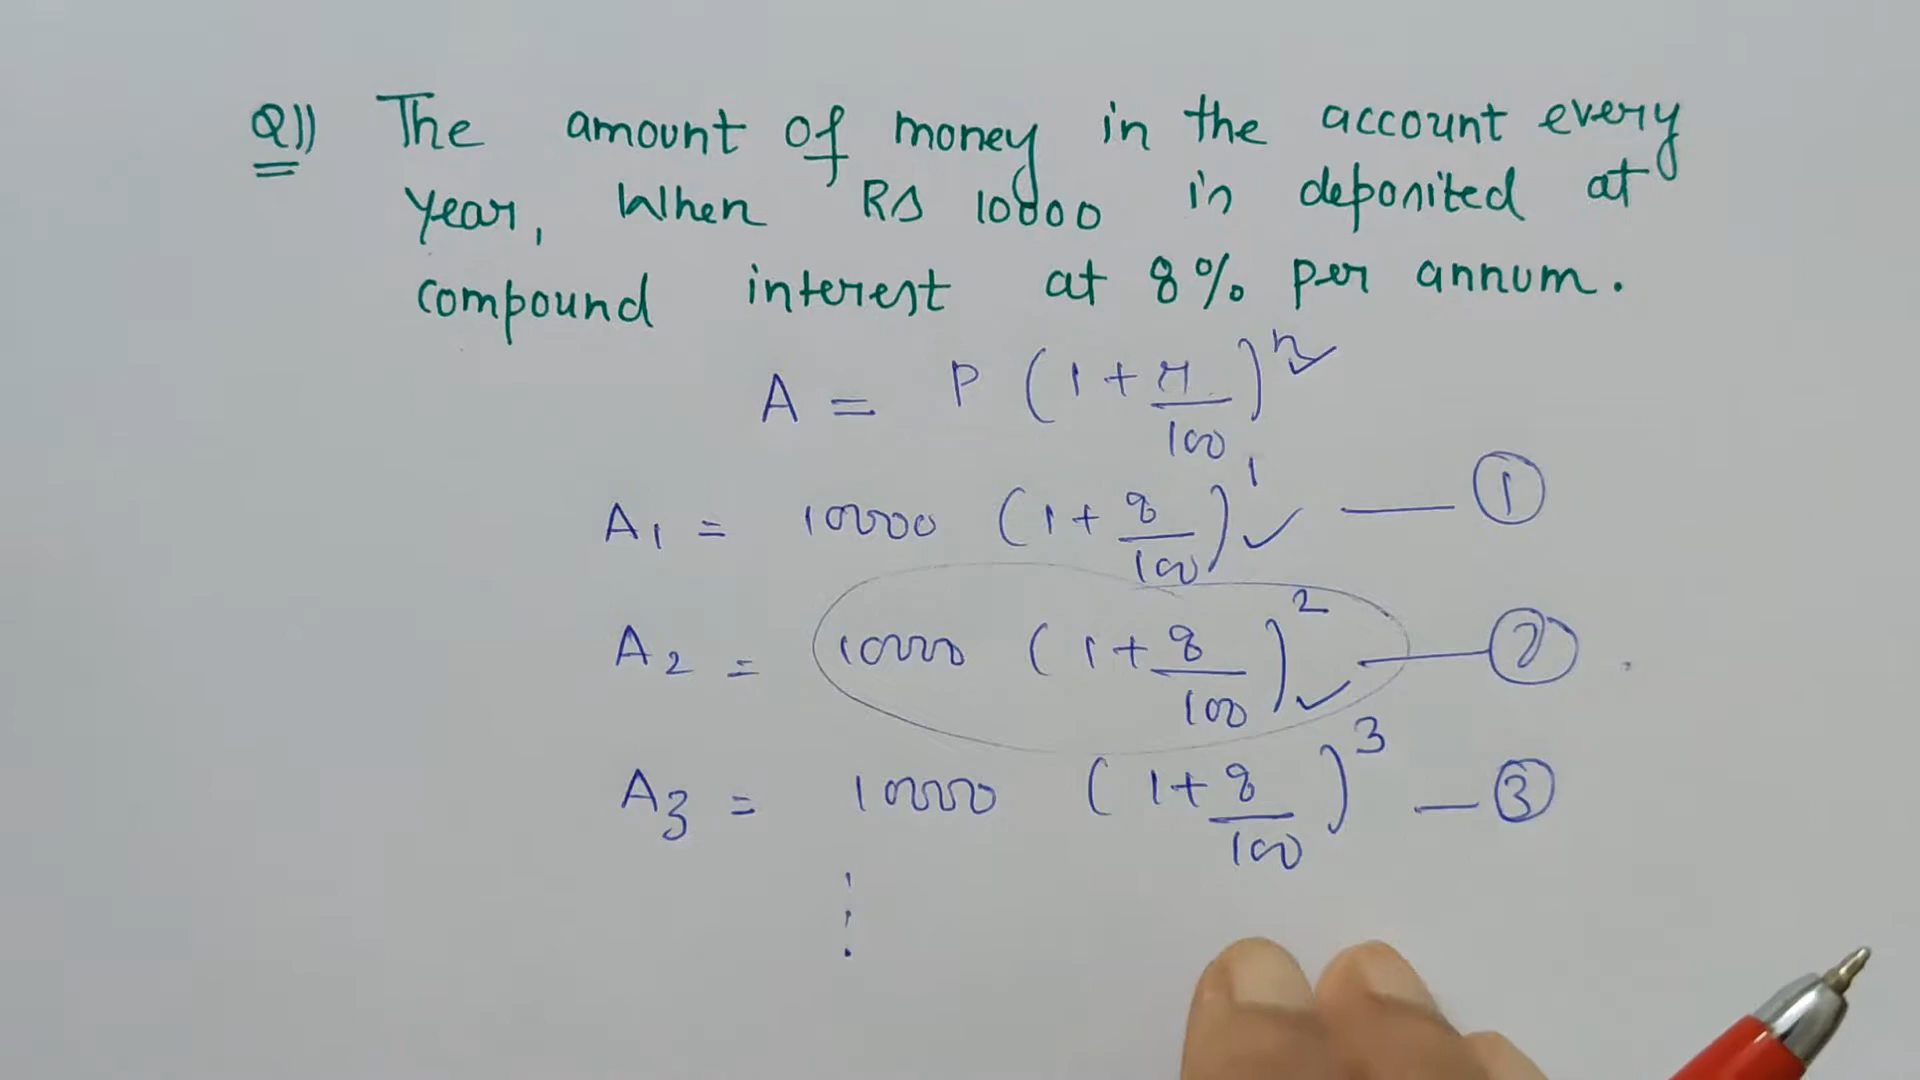 Q1) The amount of money in the account every
year, when Rs 10000 is deposited at
compound interest at 8% per annum.
A = P (1 + r/100)^n
A1 = 10000 (1 + 8/100)^1 ✓ — ①
A2 = 10000 (1 + 8/100)^2 ✓ — ②
A3 = 10000 (1 + 8/100)^3 — ③
⋮